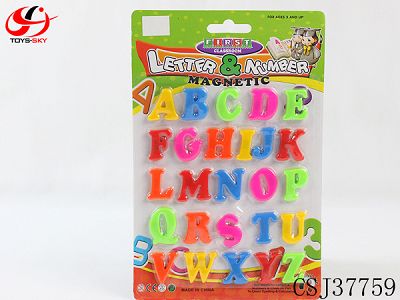 TOYS-SKY
FOR AGES 3 AND UP
FIRST
CLASSROOM
LETTER & NUMBER
MAGNETIC
A B C D E
F G H I J K
L M N O P
Q R S T U
V W X Y Z
MADE IN CHINA
CSJ37759